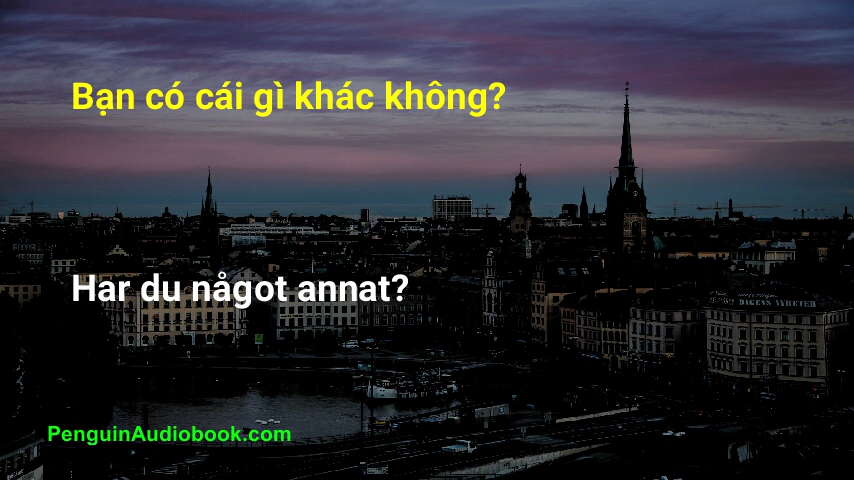 Bạn có cái gì khác không?
Har du något annat?
DAGENS NYHETER
PenguinAudiobook.com